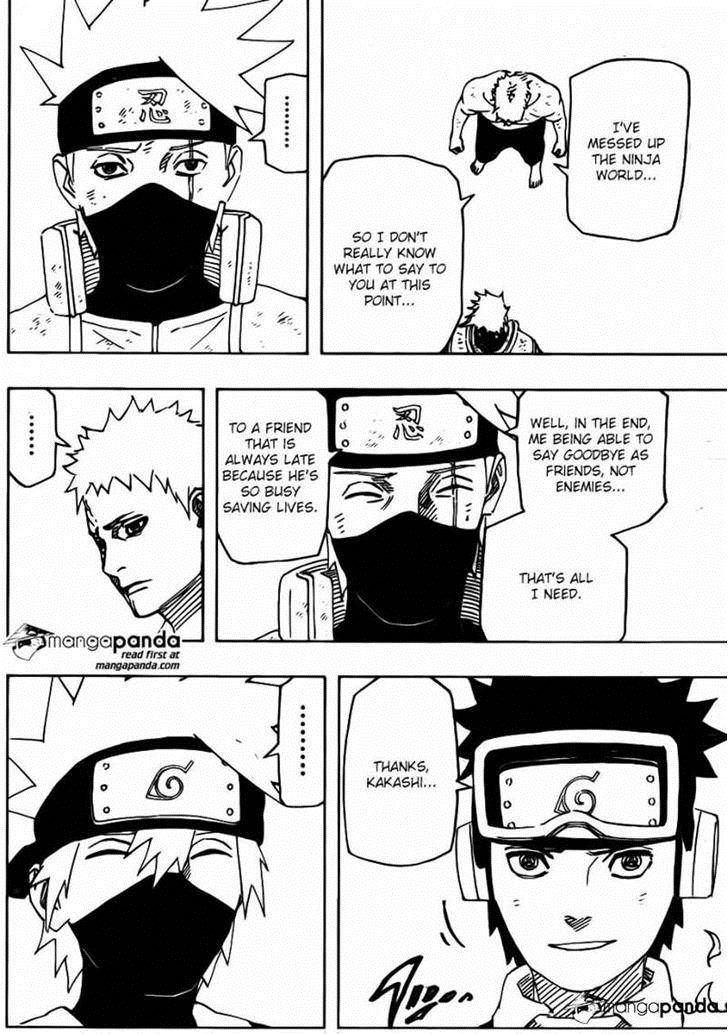 I'VE
MESSED UP
THE NINJA
WORLD...
SO I DON'T
REALLY KNOW
WHAT TO SAY TO
YOU AT THIS
POINT...
.........
忍
WELL, IN THE END,
ME BEING ABLE TO
SAY GOODBYE AS
FRIENDS, NOT
ENEMIES...
THAT'S ALL
I NEED.
忍
TO A FRIEND
THAT IS
ALWAYS LATE
BECAUSE HE'S
SO BUSY
SAVING LIVES.
......
mangapanda
read first at
mangapanda.com
THANKS,
KAKASHI...
.........
mangapanda